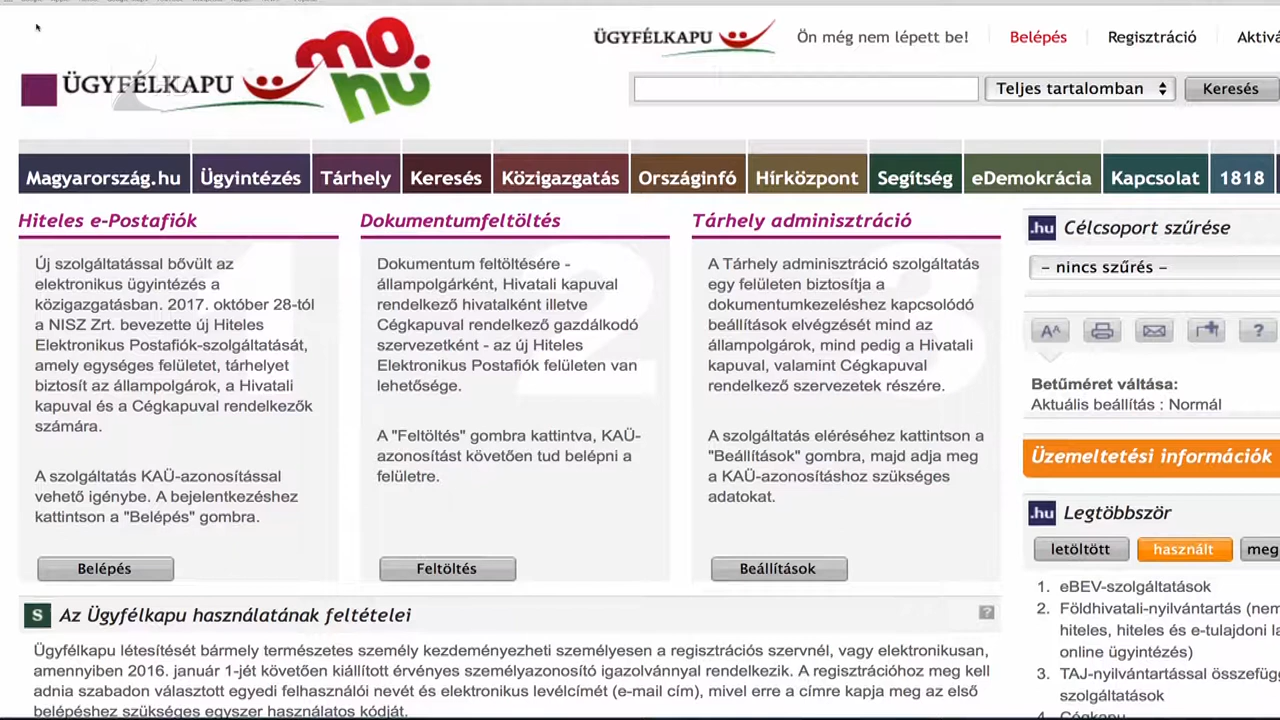 ÜGYFÉLKAPU
mo.
hu
ÜGYFÉLKAPU
Ön még nem lépett be!
Belépés
Regisztráció
Teljes tartalomban
Keresés
Magyarország.hu
Ügyintézés
Tárhely
Keresés
Közigazgatás
Országinfó
Hírközpont
Segítség
eDemokrácia
Kapcsolat
1818
Hiteles e-Postafiók
1
Új szolgáltatással bővült az
elektronikus ügyintézés a
közigazgatásban. 2017. október 28-tól
a NISZ Zrt. bevezette új Hiteles
Elektronikus Postafiók-szolgáltatását,
amely egységes felületet, tárhelyet
biztosít az állampolgárok, a Hivatali
kapuval és a Cégkapuval rendelkezők
számára.
A szolgáltatás KAÜ-azonosítással
vehető igénybe. A bejelentkezéshez
kattintson a "Belépés" gombra.
Belépés
Dokumentumfeltöltés
2
Dokumentum feltöltésére -
állampolgárként, Hivatali kapuval
rendelkező hivatalként illetve
Cégkapuval rendelkező gazdálkodó
szervezetként - az új Hiteles
Elektronikus Postafiók felületen van
lehetősége.
A "Feltöltés" gombra kattintva, KAÜ-
azonosítást követően tud belépni a
felületre.
Feltöltés
Tárhely adminisztráció
3
A Tárhely adminisztráció szolgáltatás
egy felületen biztosítja a
dokumentumkezeléshez kapcsolódó
beállítások elvégzését mind az
állampolgárok, mind pedig a Hivatali
kapuval, valamint Cégkapuval
rendelkező szervezetek részére.
A szolgáltatás eléréséhez kattintson a
"Beállítások" gombra, majd adja meg
a KAÜ-azonosításhoz szükséges
adatokat.
Beállítások
S Az Ügyfélkapu használatának feltételei ?
Ügyfélkapu létesítését bármely természetes személy kezdeményezheti személyesen a regisztrációs szervnél, vagy elektronikusan,
amennyiben 2016. január 1-jét követően kiállított érvényes személyazonosító igazolvánnyal rendelkezik. A regisztrációhoz meg kell
adnia szabadon választott egyedi felhasználói nevét és elektronikus levélcímét (e-mail cím), mivel erre a címre kapja meg az első
belépéshez szükséges egyszer használatos kódját.
.hu Célcsoport szűrése
– nincs szűrés –
AA
?
Betűméret váltása:
Aktuális beállítás : Normál
Üzemeltetési információk
.hu Legtöbbször
letöltött
használt
1. eBEV-szolgáltatások
2. Földhivatali-nyilvántartás (nem
hiteles, hiteles és e-tulajdoni
online ügyintézés)
3. TAJ-nyilvántartással
szolgáltatások
4. Cégkapu